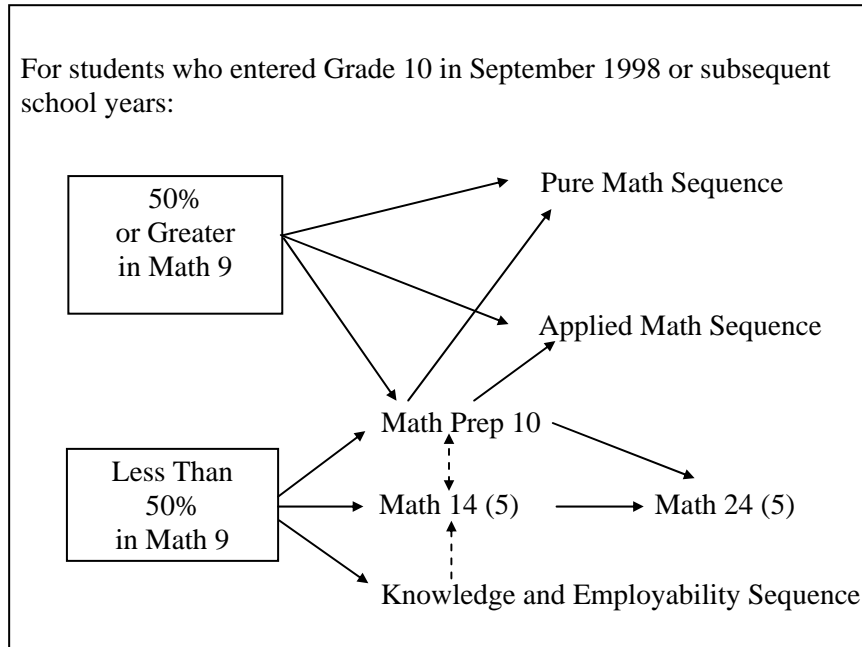 For students who entered Grade 10 in September 1998 or subsequent
school years:
50%
or Greater
in Math 9
Pure Math Sequence
Applied Math Sequence
Math Prep 10
Less Than
50%
in Math 9
Math 14 (5)
Math 24 (5)
Knowledge and Employability Sequence